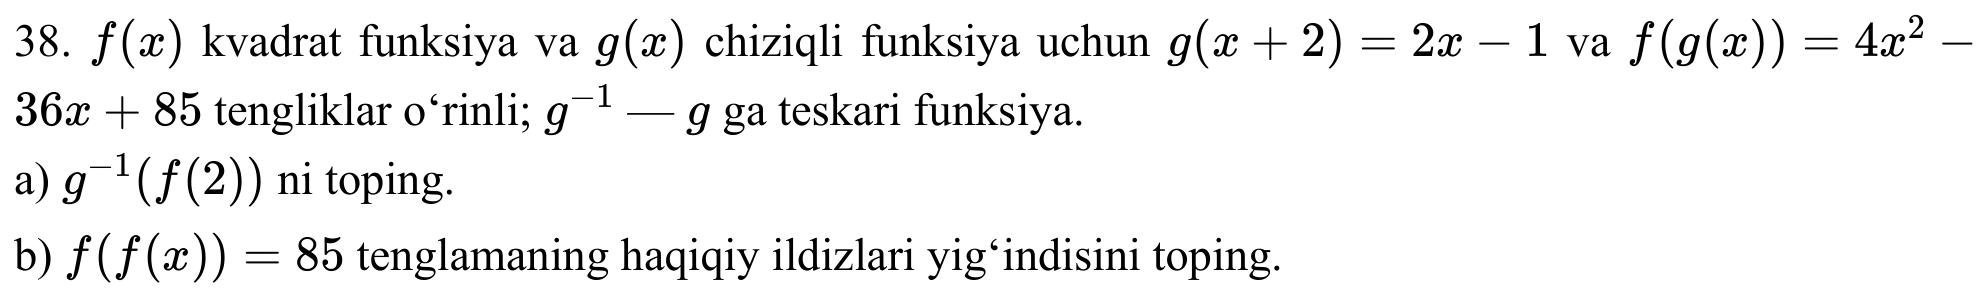 38. f(x) kvadrat funksiya va g(x) chiziqli funksiya uchun g(x + 2) = 2x − 1 va f(g(x)) = 4x² −
36x + 85 tengliklar o‘rinli; g⁻¹ — g ga teskari funksiya.
a) g⁻¹(f(2)) ni toping.
b) f(f(x)) = 85 tenglamaning haqiqiy ildizlari yig‘indisini toping.